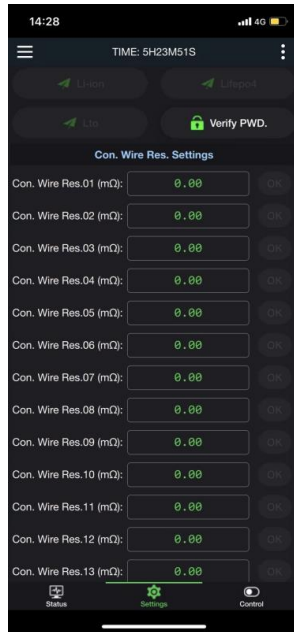 14:28 4G
TIME: 5H23M51S
Li-ion Lifepo4
Lto Verify PWD.
Con. Wire Res. Settings
Con. Wire Res.01 (mΩ): 0.00 OK
Con. Wire Res.02 (mΩ): 0.00 OK
Con. Wire Res.03 (mΩ): 0.00 OK
Con. Wire Res.04 (mΩ): 0.00 OK
Con. Wire Res.05 (mΩ): 0.00 OK
Con. Wire Res.06 (mΩ): 0.00 OK
Con. Wire Res.07 (mΩ): 0.00 OK
Con. Wire Res.08 (mΩ): 0.00 OK
Con. Wire Res.09 (mΩ): 0.00 OK
Con. Wire Res.10 (mΩ): 0.00 OK
Con. Wire Res.11 (mΩ): 0.00 OK
Con. Wire Res.12 (mΩ): 0.00 OK
Con. Wire Res.13 (mΩ): 0.00 OK
Status Settings Control